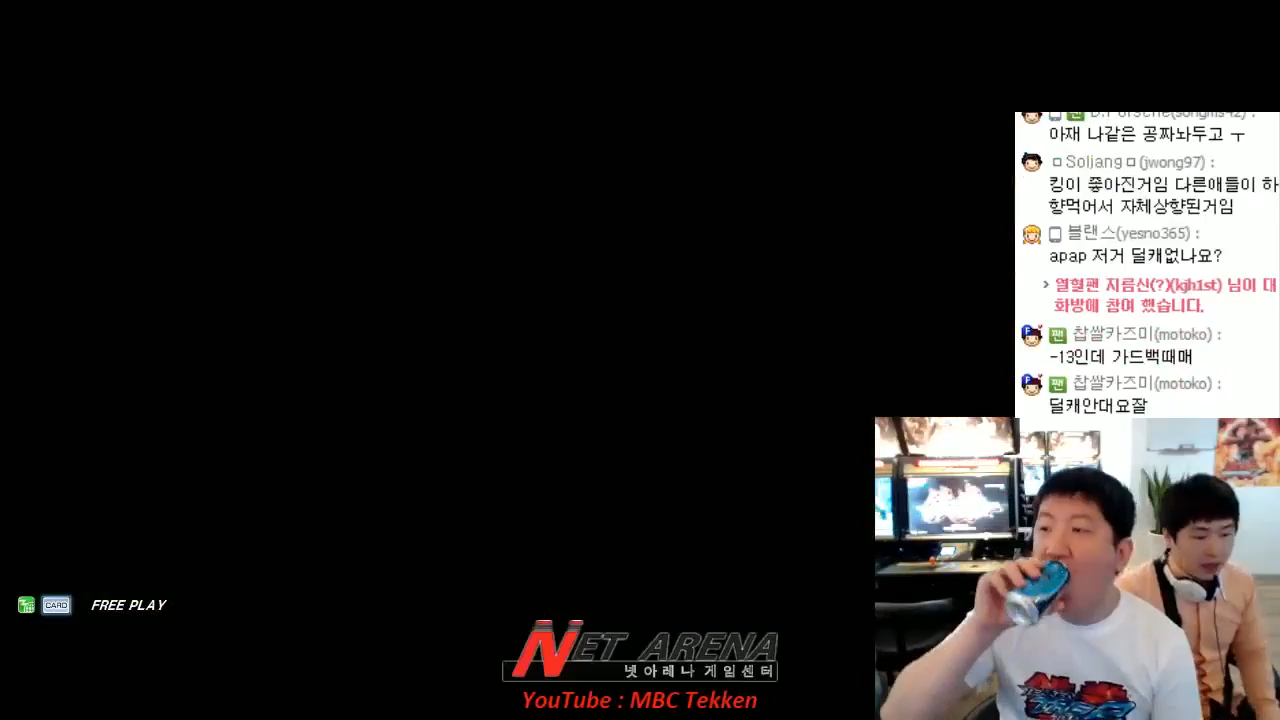 아재 나같은 공짜놔두고 ㅜ
ㅁSoljangㅁ(jwong97) :
킹이 좋아진거임 다른애들이 하
향먹어서 자체상향된거임
블랜스(yesno365) :
apap 저거 딜캐없나요?
> 열혈팬 지름신(?)(kjh1st) 님이 대
화방에 참여 했습니다.
팬 찹쌀카즈미(motoko) :
-13인데 가드백때매
팬 찹쌀카즈미(motoko) :
딜캐안대요잘
CARD FREE PLAY
NET ARENA
넷아레나 게임센터
YouTube : MBC Tekken